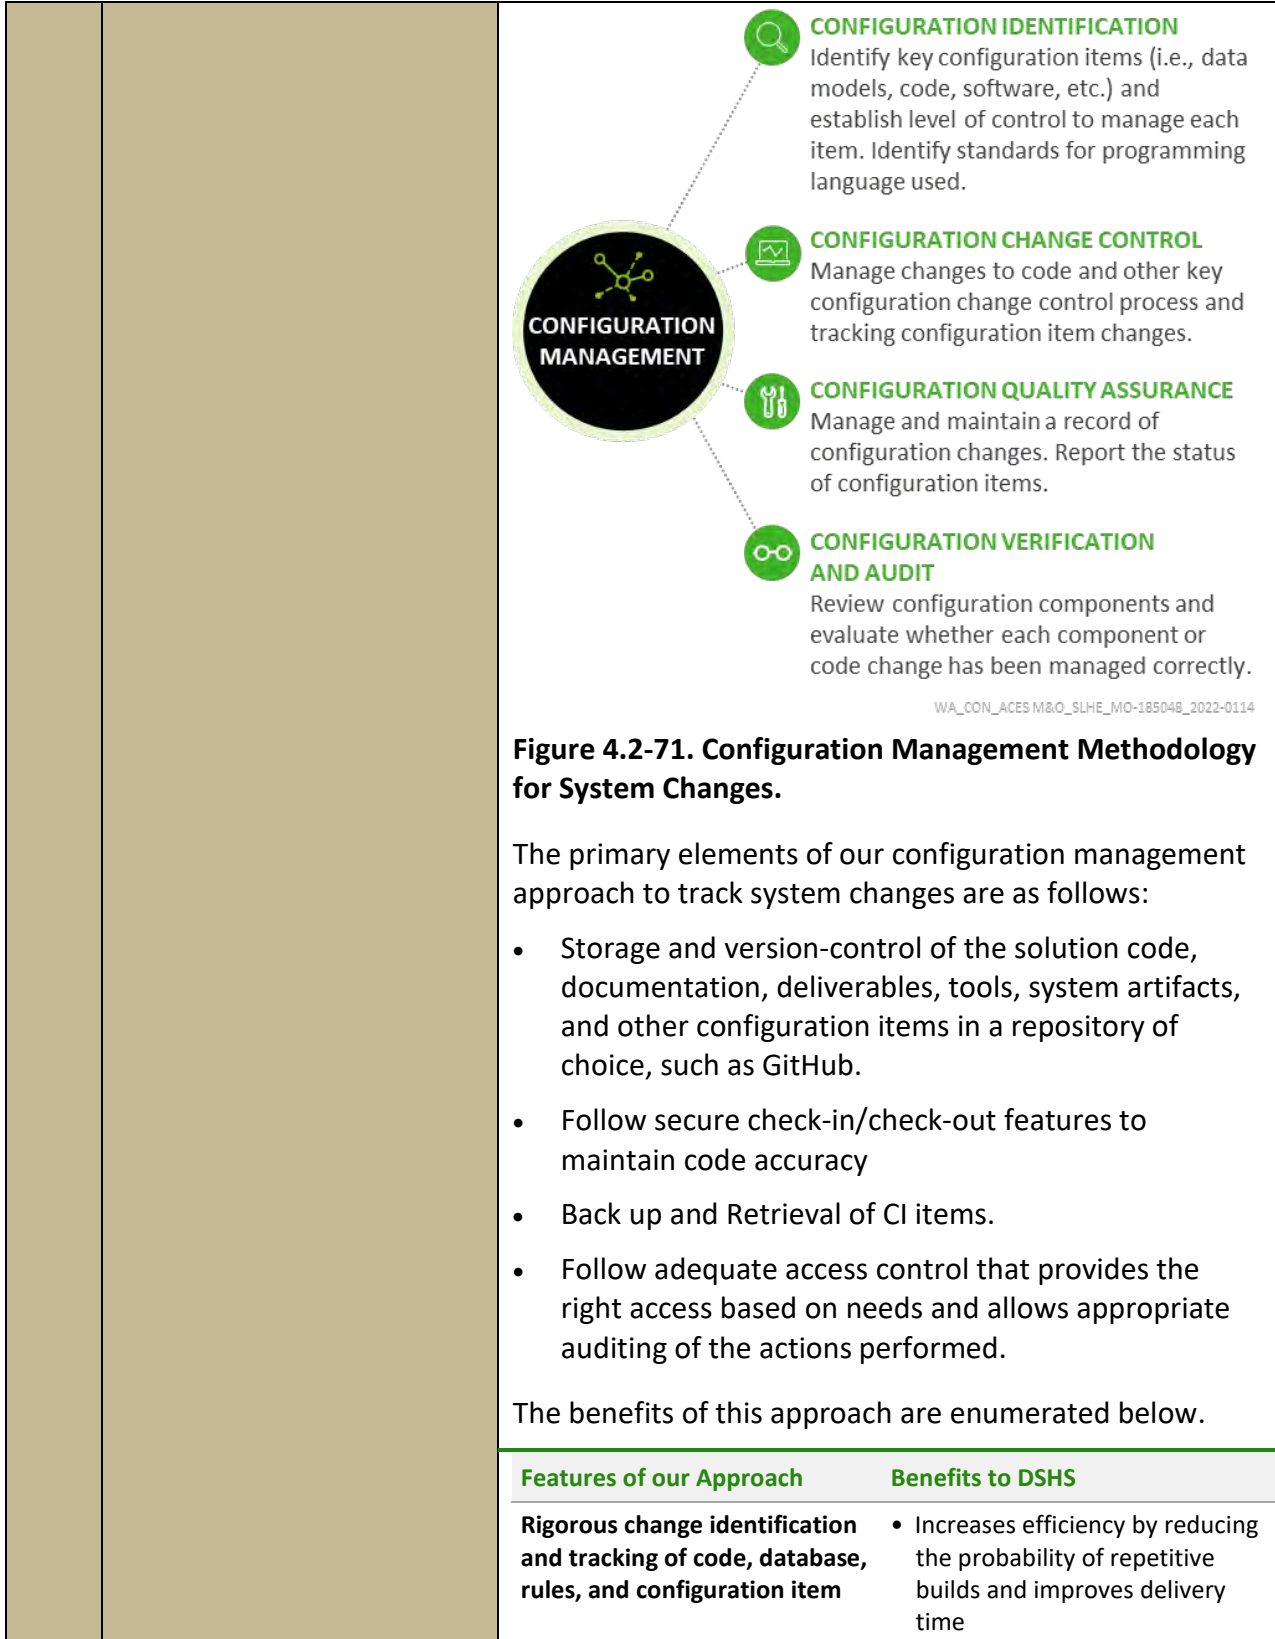 CONFIGURATION IDENTIFICATION
Identify key configuration items (i.e., data
models, code, software, etc.) and
establish level of control to manage each
item. Identify standards for programming
language used.
CONFIGURATION CHANGE CONTROL
Manage changes to code and other key
configuration change control process and
tracking configuration item changes.
CONFIGURATION
MANAGEMENT
CONFIGURATION QUALITY ASSURANCE
Manage and maintain a record of
configuration changes. Report the status
of configuration items.
CONFIGURATION VERIFICATION
AND AUDIT
Review configuration components and
evaluate whether each component or
code change has been managed correctly.
WA_CON_ACES M&O_SLHE_MO-185048_2022-0114
Figure 4.2-71. Configuration Management Methodology
for System Changes.
The primary elements of our configuration management
approach to track system changes are as follows:
• Storage and version-control of the solution code,
documentation, deliverables, tools, system artifacts,
and other configuration items in a repository of
choice, such as GitHub.
• Follow secure check-in/check-out features to
maintain code accuracy
• Back up and Retrieval of CI items.
• Follow adequate access control that provides the
right access based on needs and allows appropriate
auditing of the actions performed.
The benefits of this approach are enumerated below.
Features of our Approach Benefits to DSHS
Rigorous change identification
and tracking of code, database,
rules, and configuration item
• Increases efficiency by reducing
the probability of repetitive
builds and improves delivery
time